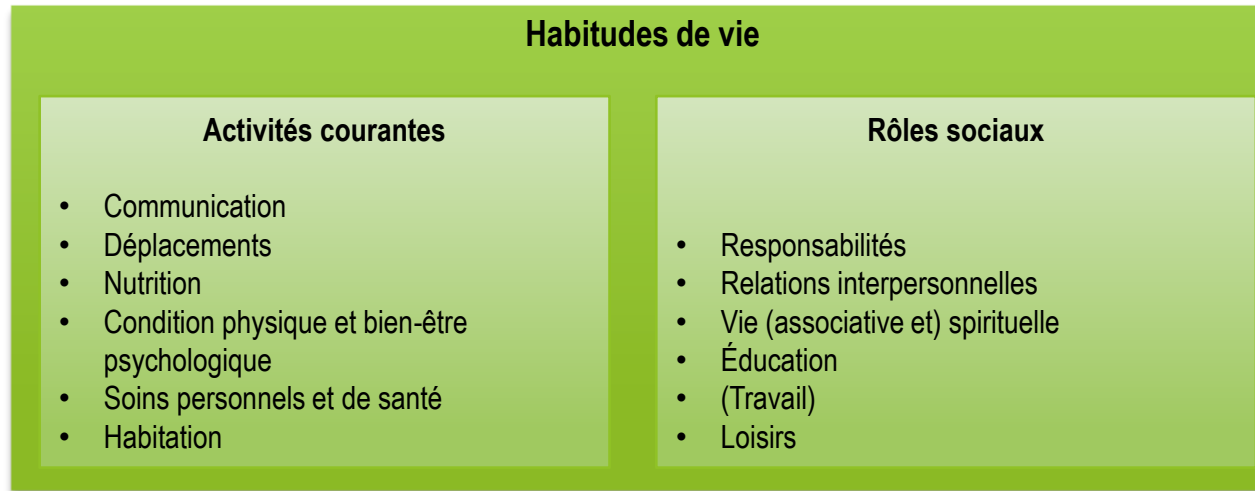 Habitudes de vie
Activités courantes
• Communication
• Déplacements
• Nutrition
• Condition physique et bien-être
psychologique
• Soins personnels et de santé
• Habitation
Rôles sociaux
• Responsabilités
• Relations interpersonnelles
• Vie (associative et) spirituelle
• Éducation
• (Travail)
• Loisirs